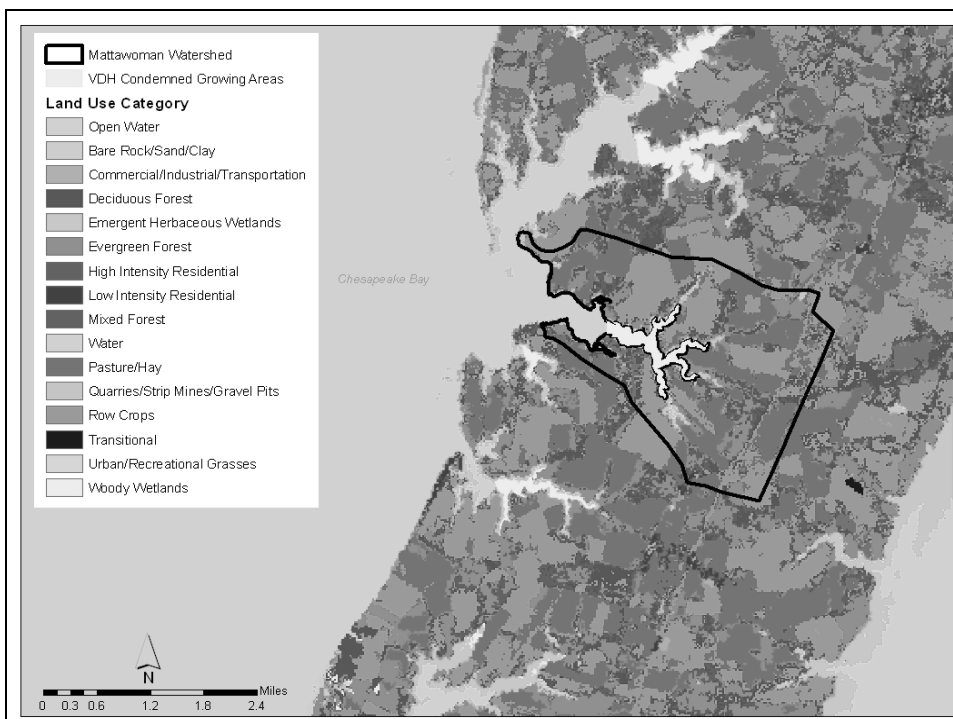 Mattawoman Watershed
VDH Condemned Growing Areas
Land Use Category
Open Water
Bare Rock/Sand/Clay
Commercial/Industrial/Transportation
Deciduous Forest
Emergent Herbaceous Wetlands
Evergreen Forest
High Intensity Residential
Low Intensity Residential
Mixed Forest
Water
Pasture/Hay
Quarries/Strip Mines/Gravel Pits
Row Crops
Transitional
Urban/Recreational Grasses
Woody Wetlands
Chesapeake Bay
N
Miles
0 0.3 0.6 1.2 1.8 2.4